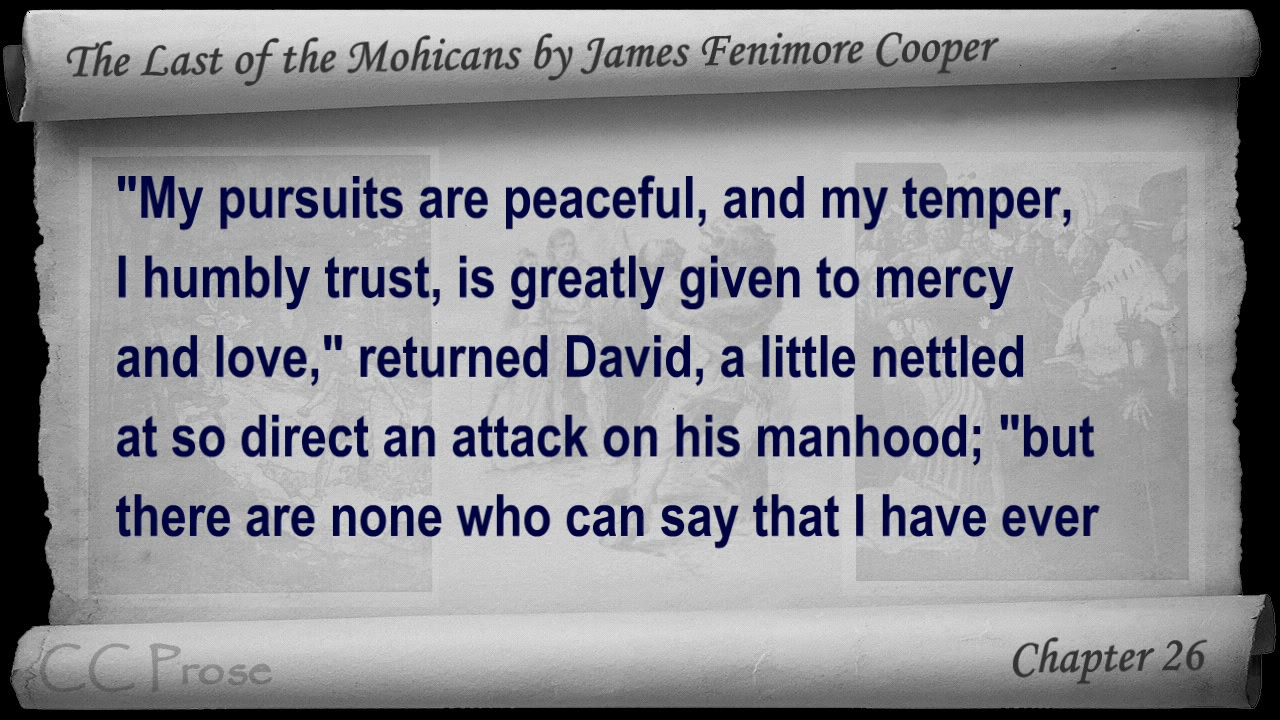 The Last of the Mohicans by James Fenimore Cooper
"My pursuits are peaceful, and my temper,
I humbly trust, is greatly given to mercy
and love," returned David, a little nettled
at so direct an attack on his manhood; "but
there are none who can say that I have ever
CC Prose
Chapter 26